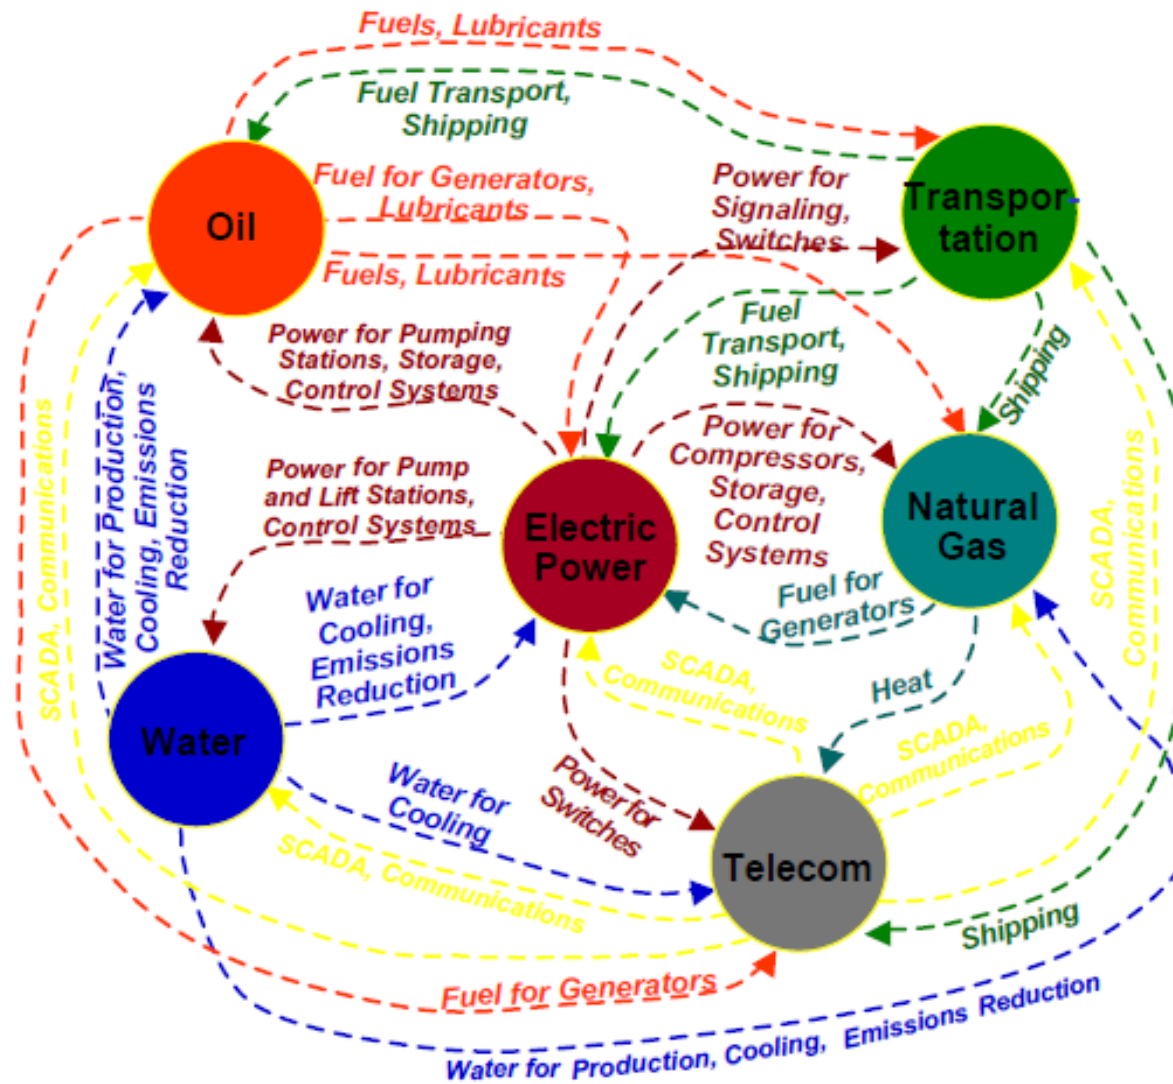 Fuels, Lubricants
Fuel Transport,
Shipping
Oil
Fuel for Generators,
Lubricants
Fuels, Lubricants
Power for
Signaling,
Switches
Transpor-
tation
Power for Pumping
Stations, Storage,
Control Systems
Fuel
Transport,
Shipping
Shipping
Power for Pump
and Lift Stations,
Control Systems
Power for
Compressors,
Storage,
Control
Systems
Electric
Power
Natural
Gas
SCADA,
Communications
SCADA, Communications
Water for Production,
Cooling, Emissions
Reduction
Water for
Cooling,
Emissions
Reduction
Fuel for
Generators
SCADA,
Communications
Heat
SCADA,
Communications
Water
Water for
Cooling
Power for
Switches
SCADA, Communications
Telecom
Shipping
Fuel for Generators
Water for Production, Cooling, Emissions Reduction